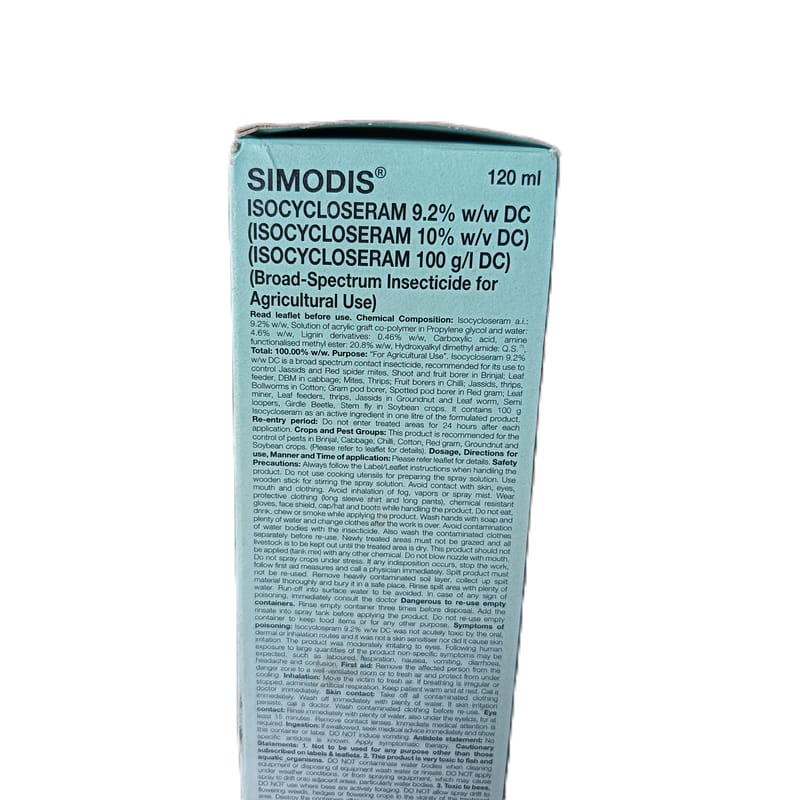 SIMODIS® 120 ml
ISOCYCLOSERAM 9.2% w/w DC
(ISOCYCLOSERAM 10% w/v DC)
(ISOCYCLOSERAM 100 g/l DC)
(Broad-Spectrum Insecticide for
Agricultural Use)
Read leaflet before use. Chemical Composition: Isocycloseram a.i.:
9.2% w/w, Solution of acrylic graft co-polymer in Propylene glycol and water:
4.6% w/w, Lignin derivatives: 0.46% w/w, Carboxylic acid, amine
functionalised methyl ester: 20.8% w/w, Hydroxyalkyl dimethyl amide: Q.S.
Total: 100.00% w/w. Purpose: "For Agricultural Use". Isocycloseram 9.2%
w/w DC is a broad spectrum contact insecticide, recommended for its use to
control Jassids and Red spider mites, Shoot and fruit borer in Brinjal; Leaf
feeder, DBM in cabbage; Mites, Thrips; Fruit borers in Chilli; Jassids, thrips,
Bollworms in Cotton; Gram pod borer, Spotted pod borer in Red gram; Leaf
miner, Leaf feeders, thrips, Jassids in Groundnut and Leaf worm, Semi
loopers, Girdle Beetle, Stem fly in Soybean crops. It contains 100 g
Isocycloseram as an active ingredient in one litre of the formulated product.
Re-entry period: Do not enter treated areas for 24 hours after each
application. Crops and Pest Groups: This product is recommended for the
control of pests in Brinjal, Cabbage, Chilli, Cotton, Red gram, Groundnut and
Soybean crops. (Please refer to leaflet for details). Dosage, Directions for
use, Manner and Time of application: Please refer leaflet for details. Safety
Precautions: Always follow the Label/Leaflet instructions when handling the
product. Do not use cooking utensils for preparing the spray solution. Use
wooden stick for stirring the spray solution. Avoid contact with skin, eyes,
mouth and clothing. Avoid inhalation of fog, vapors or spray mist. Wear
protective clothing (long sleeve shirt and long pants), chemical resistant
gloves, face shield, cap/hat and boots while handling the product. Do not eat,
drink, chew or smoke while applying the product. Wash hands with soap and
plenty of water and change clothes after the work is over. Avoid contamination
of water bodies with the insecticide. Also wash the contaminated clothes
separately before re-use. Newly treated areas must not be grazed and all
livestock is to be kept out until the treated area is dry. This product should not
be applied (tank mix) with any other chemical. Do not blow nozzle with mouth.
Do not spray crops under stress. If any indisposition occurs, stop the work,
follow first aid measures and call a physician immediately. Spilt product must
not be re-used. Remove heavily contaminated soil layer, collect up spilt
material thoroughly and bury it in a safe place. Rinse spill area with plenty of
water. Run-off into surface water to be avoided. In case of any sign of
poisoning, immediately consult the doctor Dangerous to re-use empty
containers. Rinse empty container three times before disposal. Add the
rinsate into spray tank before applying the product. Do not re-use empty
container to keep food items or for any other purpose. Symptoms of
poisoning: Isocycloseram 9.2% w/w DC was not acutely toxic by the oral,
dermal or inhalation routes and it was not a skin sensitiser nor did it cause skin
irritation. The product was moderately irritating to eyes. Following human
exposure to large quantities of the product non-specific symptoms may be
expected, such as laboured respiration, nausea, vomiting, diarrhoea,
headache and confusion. First aid: Remove the affected person from the
danger zone to a well-ventilated room or to fresh air and protect from under
cooling. Inhalation: Move the victim to fresh air. If breathing is irregular or
stopped, administer artificial respiration. Keep patient warm and at rest. Call a
doctor immediately. Skin contact: Take off all contaminated clothing
immediately. Wash off immediately with plenty of water. If skin irritation
persists, call a doctor. Wash contaminated clothing before re-use. Eye
contact: Rinse immediately with plenty of water, also under the eyelids, for at
least 15 minutes. Remove contact lenses. Immediate medical attention is
required. Ingestion: If swallowed, seek medical advice immediately and show
this container or label. DO NOT induce vomiting. Antidote statement: No
specific antidote is known. Apply symptomatic therapy. Cautionary
Statements: 1. Not to be used for any purpose other than those
subscribed on labels & leaflets. 2. This product is very toxic to fish and
aquatic organisms. DO NOT contaminate water bodies when cleaning
equipment or disposing of equipment wash water or rinsate. DO NOT apply
under weather conditions, or from spraying equipment, which may cause
spray to drift onto adjacent areas, particularly water bodies. 3. Toxic to bees.
DO NOT use where bees are actively foraging. DO NOT allow spray drift to
flowering weeds, hedges or flowering crops in the vicinity of the